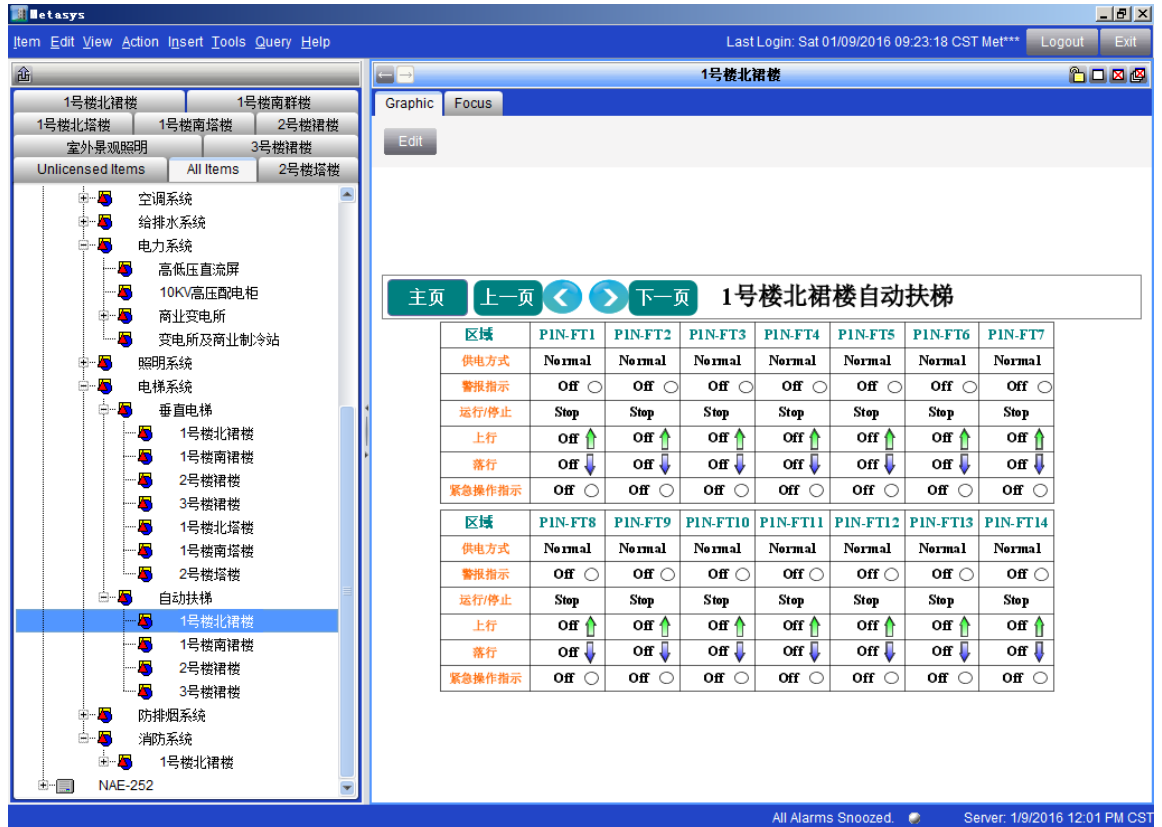 Metasys
Item Edit View Action Insert Tools Query Help Last Login: Sat 01/09/2016 09:23:18 CST Met*** Logout Exit
1号楼北裙楼
1号楼北裙楼 1号楼南群楼
1号楼北塔楼 1号楼南塔楼 2号楼裙楼
室外景观照明 3号楼裙楼
Unlicensed Items All Items 2号楼塔楼
空调系统
给排水系统
电力系统
高低压直流屏
10KV高压配电柜
商业变电所
变电所及商业制冷站
照明系统
电梯系统
垂直电梯
1号楼北裙楼
1号楼南裙楼
2号楼裙楼
3号楼裙楼
1号楼北塔楼
1号楼南塔楼
2号楼塔楼
自动扶梯
1号楼北裙楼
1号楼南裙楼
2号楼裙楼
3号楼裙楼
防排烟系统
消防系统
1号楼北裙楼
NAE-252
Graphic Focus
Edit
主页 上一页 下一页 1号楼北裙楼自动扶梯
区域 P1N-FT1 P1N-FT2 P1N-FT3 P1N-FT4 P1N-FT5 P1N-FT6 P1N-FT7
供电方式 Normal Normal Normal Normal Normal Normal Normal
警报指示 Off Off Off Off Off Off Off
运行/停止 Stop Stop Stop Stop Stop Stop Stop
上行 Off Off Off Off Off Off Off
落行 Off Off Off Off Off Off Off
紧急操作指示 Off Off Off Off Off Off Off
区域 P1N-FT8 P1N-FT9 P1N-FT10 P1N-FT11 P1N-FT12 P1N-FT13 P1N-FT14
供电方式 Normal Normal Normal Normal Normal Normal Normal
警报指示 Off Off Off Off Off Off Off
运行/停止 Stop Stop Stop Stop Stop Stop Stop
上行 Off Off Off Off Off Off Off
落行 Off Off Off Off Off Off Off
紧急操作指示 Off Off Off Off Off Off Off
All Alarms Snoozed. Server: 1/9/2016 12:01 PM CST